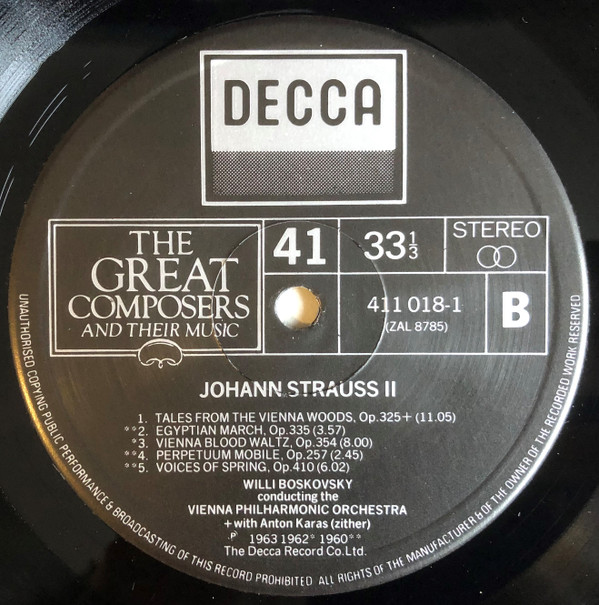 DECCA
THE
GREAT
COMPOSERS
AND THEIR MUSIC
41
33⅓
STEREO
411 018-1
(ZAL 8785)
B
JOHANN STRAUSS II
1. TALES FROM THE VIENNA WOODS, Op.325+ (11.05)
**2. EGYPTIAN MARCH, Op.335 (3.57)
*3. VIENNA BLOOD WALTZ, Op.354 (8.00)
**4. PERPETUUM MOBILE, Op.257 (2.45)
**5. VOICES OF SPRING, Op.410 (6.02)
WILLI BOSKOVSKY
conducting the
VIENNA PHILHARMONIC ORCHESTRA
+with Anton Karas (zither)
℗ 1963 1962* 1960**
The Decca Record Co.Ltd.
UNAUTHORISED COPYING PUBLIC PERFORMANCE & BROADCASTING OF THIS RECORD PROHIBITED ALL RIGHTS OF THE MANUFACTURER & OF THE OWNER OF THE RECORDED WORK RESERVED